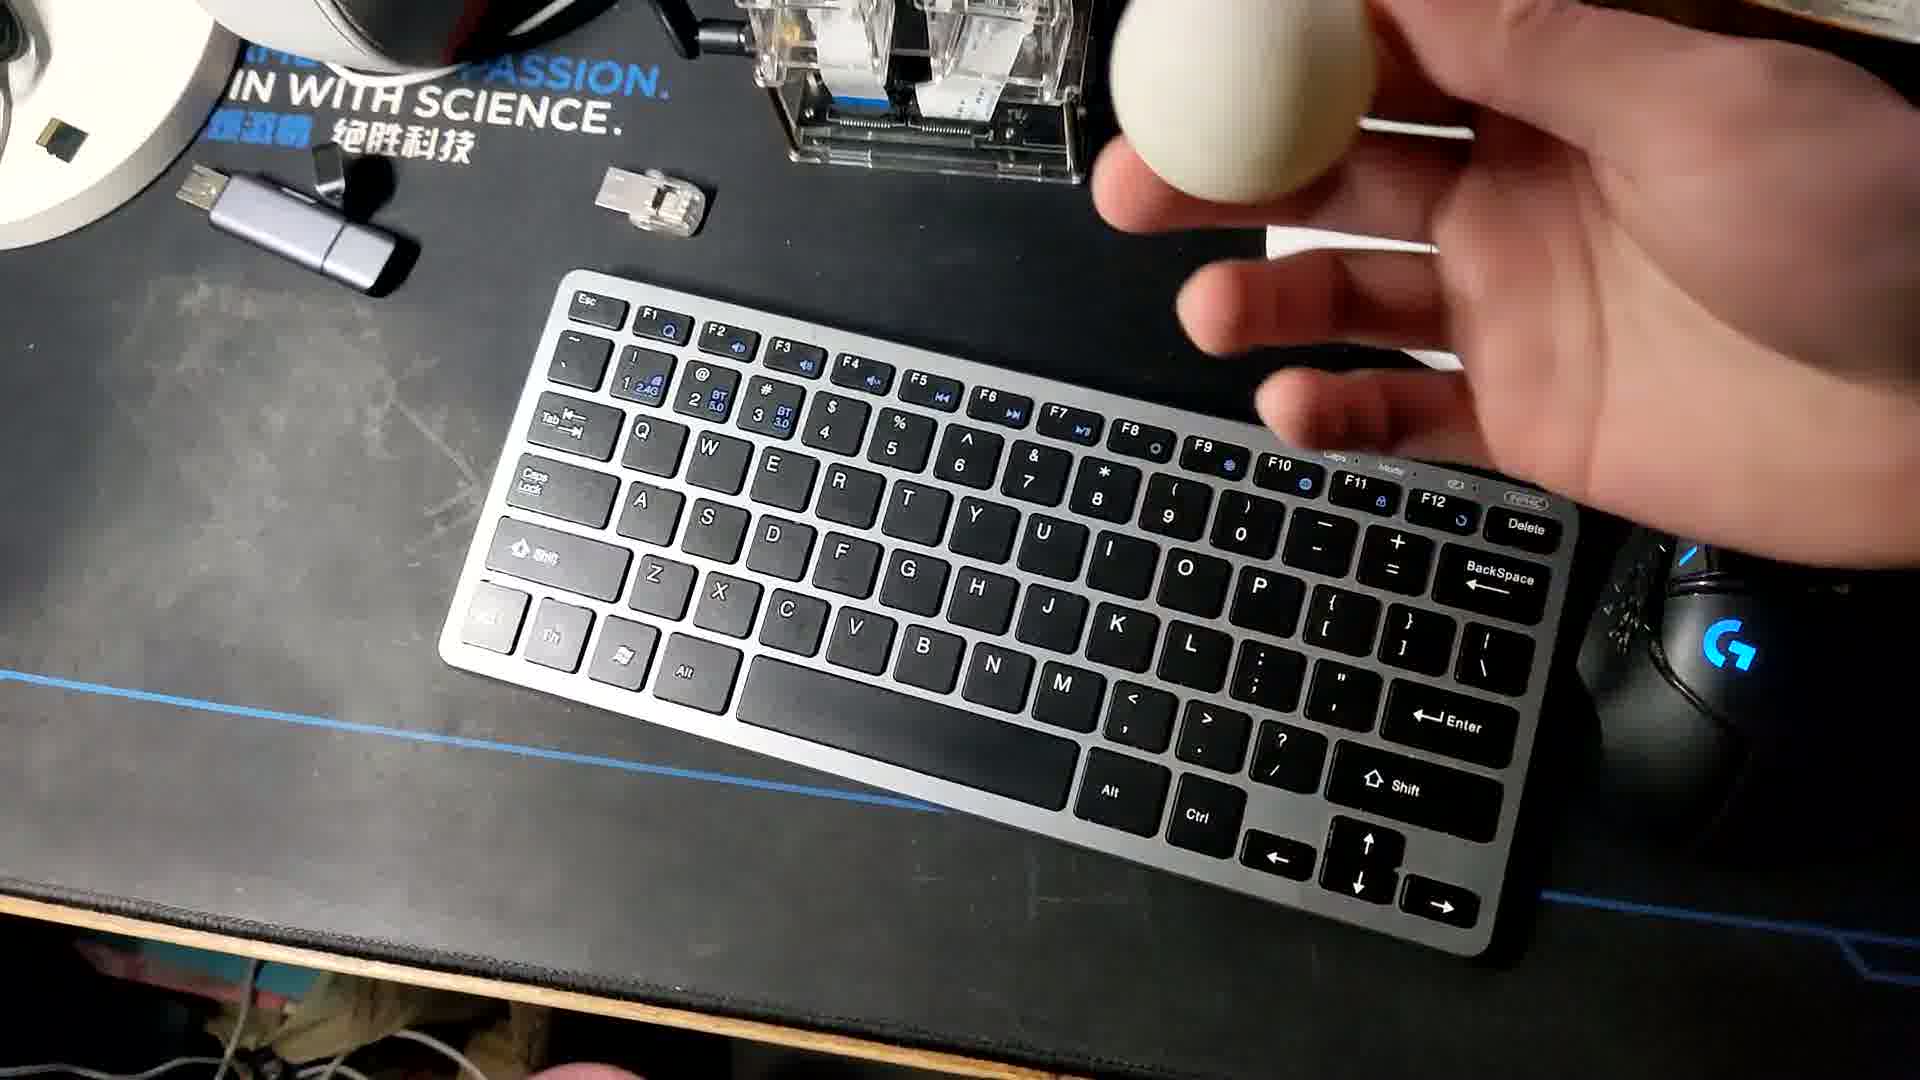 PASSION.
IN WITH SCIENCE.
绝胜科技
Esc F1 F2 F3 F4 F5 F6 F7 F8 F9 F10 F11 F12 Delete
~ ` ! 1 2.4G @ 2 BT 5.0 # 3 BT 3.0 $ 4 % 5 ^ 6 & 7 * 8 ( 9 ) 0 — - + = BackSpace
Tab Q W E R T Y U I O P { [ } ] ¦ \
Caps Lock A S D F G H J K L : ; " ' Enter
Shift Z X C V B N M < , > . ? / Shift
Fn Alt Alt Ctrl
G